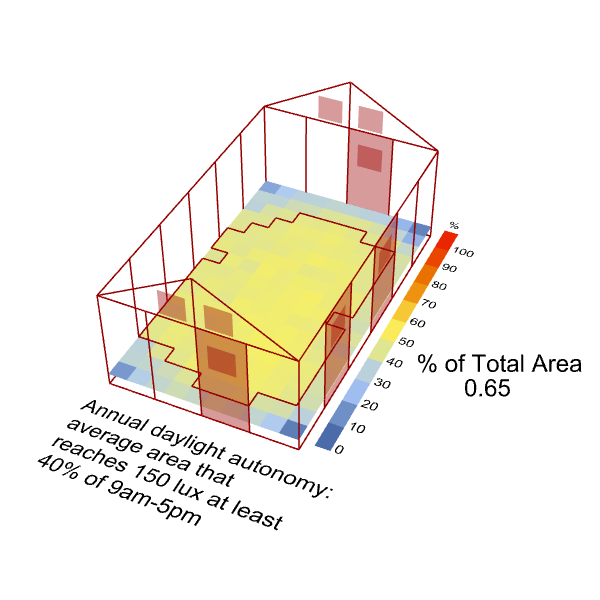 %
100
90
80
70
60
50
40
30
20
10
0
% of Total Area
0.65
Annual daylight autonomy:
average area that
reaches 150 lux at least
40% of 9am-5pm